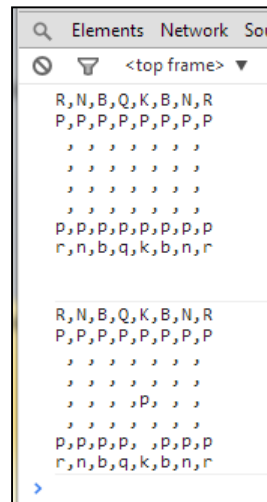 Elements Network Sou
<top frame> ▼
R,N,B,Q,K,B,N,R
P,P,P,P,P,P,P,P
 , , , , , , , 
 , , , , , , , 
 , , , , , , , 
 , , , , , , , 
p,p,p,p,p,p,p,p
r,n,b,q,k,b,n,r
R,N,B,Q,K,B,N,R
P,P,P,P,P,P,P,P
 , , , , , , , 
 , , , , , , , 
 , , , ,p, , , 
 , , , , , , , 
p,p,p,p, ,p,p,p
r,n,b,q,k,b,n,r
>